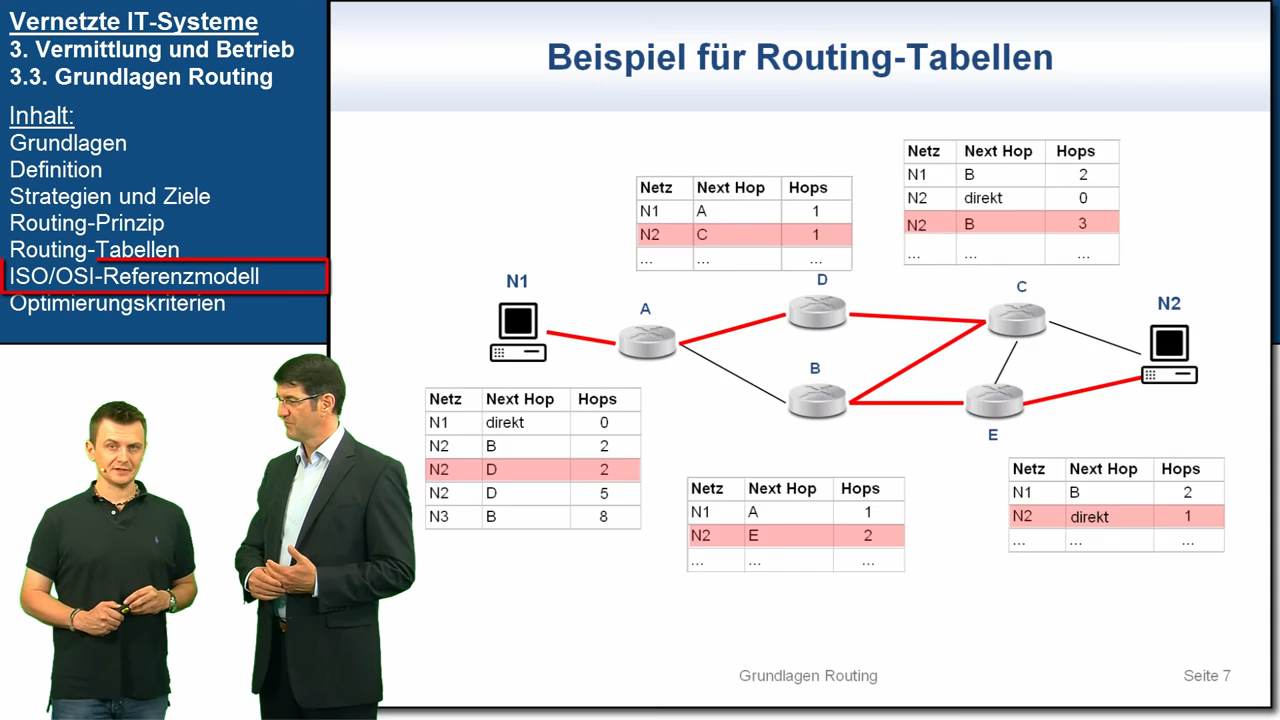 Vernetzte IT-Systeme
3. Vermittlung und Betrieb
3.3. Grundlagen Routing
Inhalt:
Grundlagen
Definition
Strategien und Ziele
Routing-Prinzip
Routing-Tabellen
ISO/OSI-Referenzmodell
Optimierungskriterien
Beispiel für Routing-Tabellen
Netz Next Hop Hops
N1 A 1
N2 C 1
... ... ...
Netz Next Hop Hops
N1 B 2
N2 direkt 0
N2 B 3
... ... ...
N1
A
D
B
C
E
N2
Netz Next Hop Hops
N1 direkt 0
N2 B 2
N2 D 2
N2 D 5
N3 B 8
Netz Next Hop Hops
N1 A 1
N2 E 2
... ... ...
Netz Next Hop Hops
N1 B 2
N2 direkt 1
... ... ...
Grundlagen Routing
Seite 7